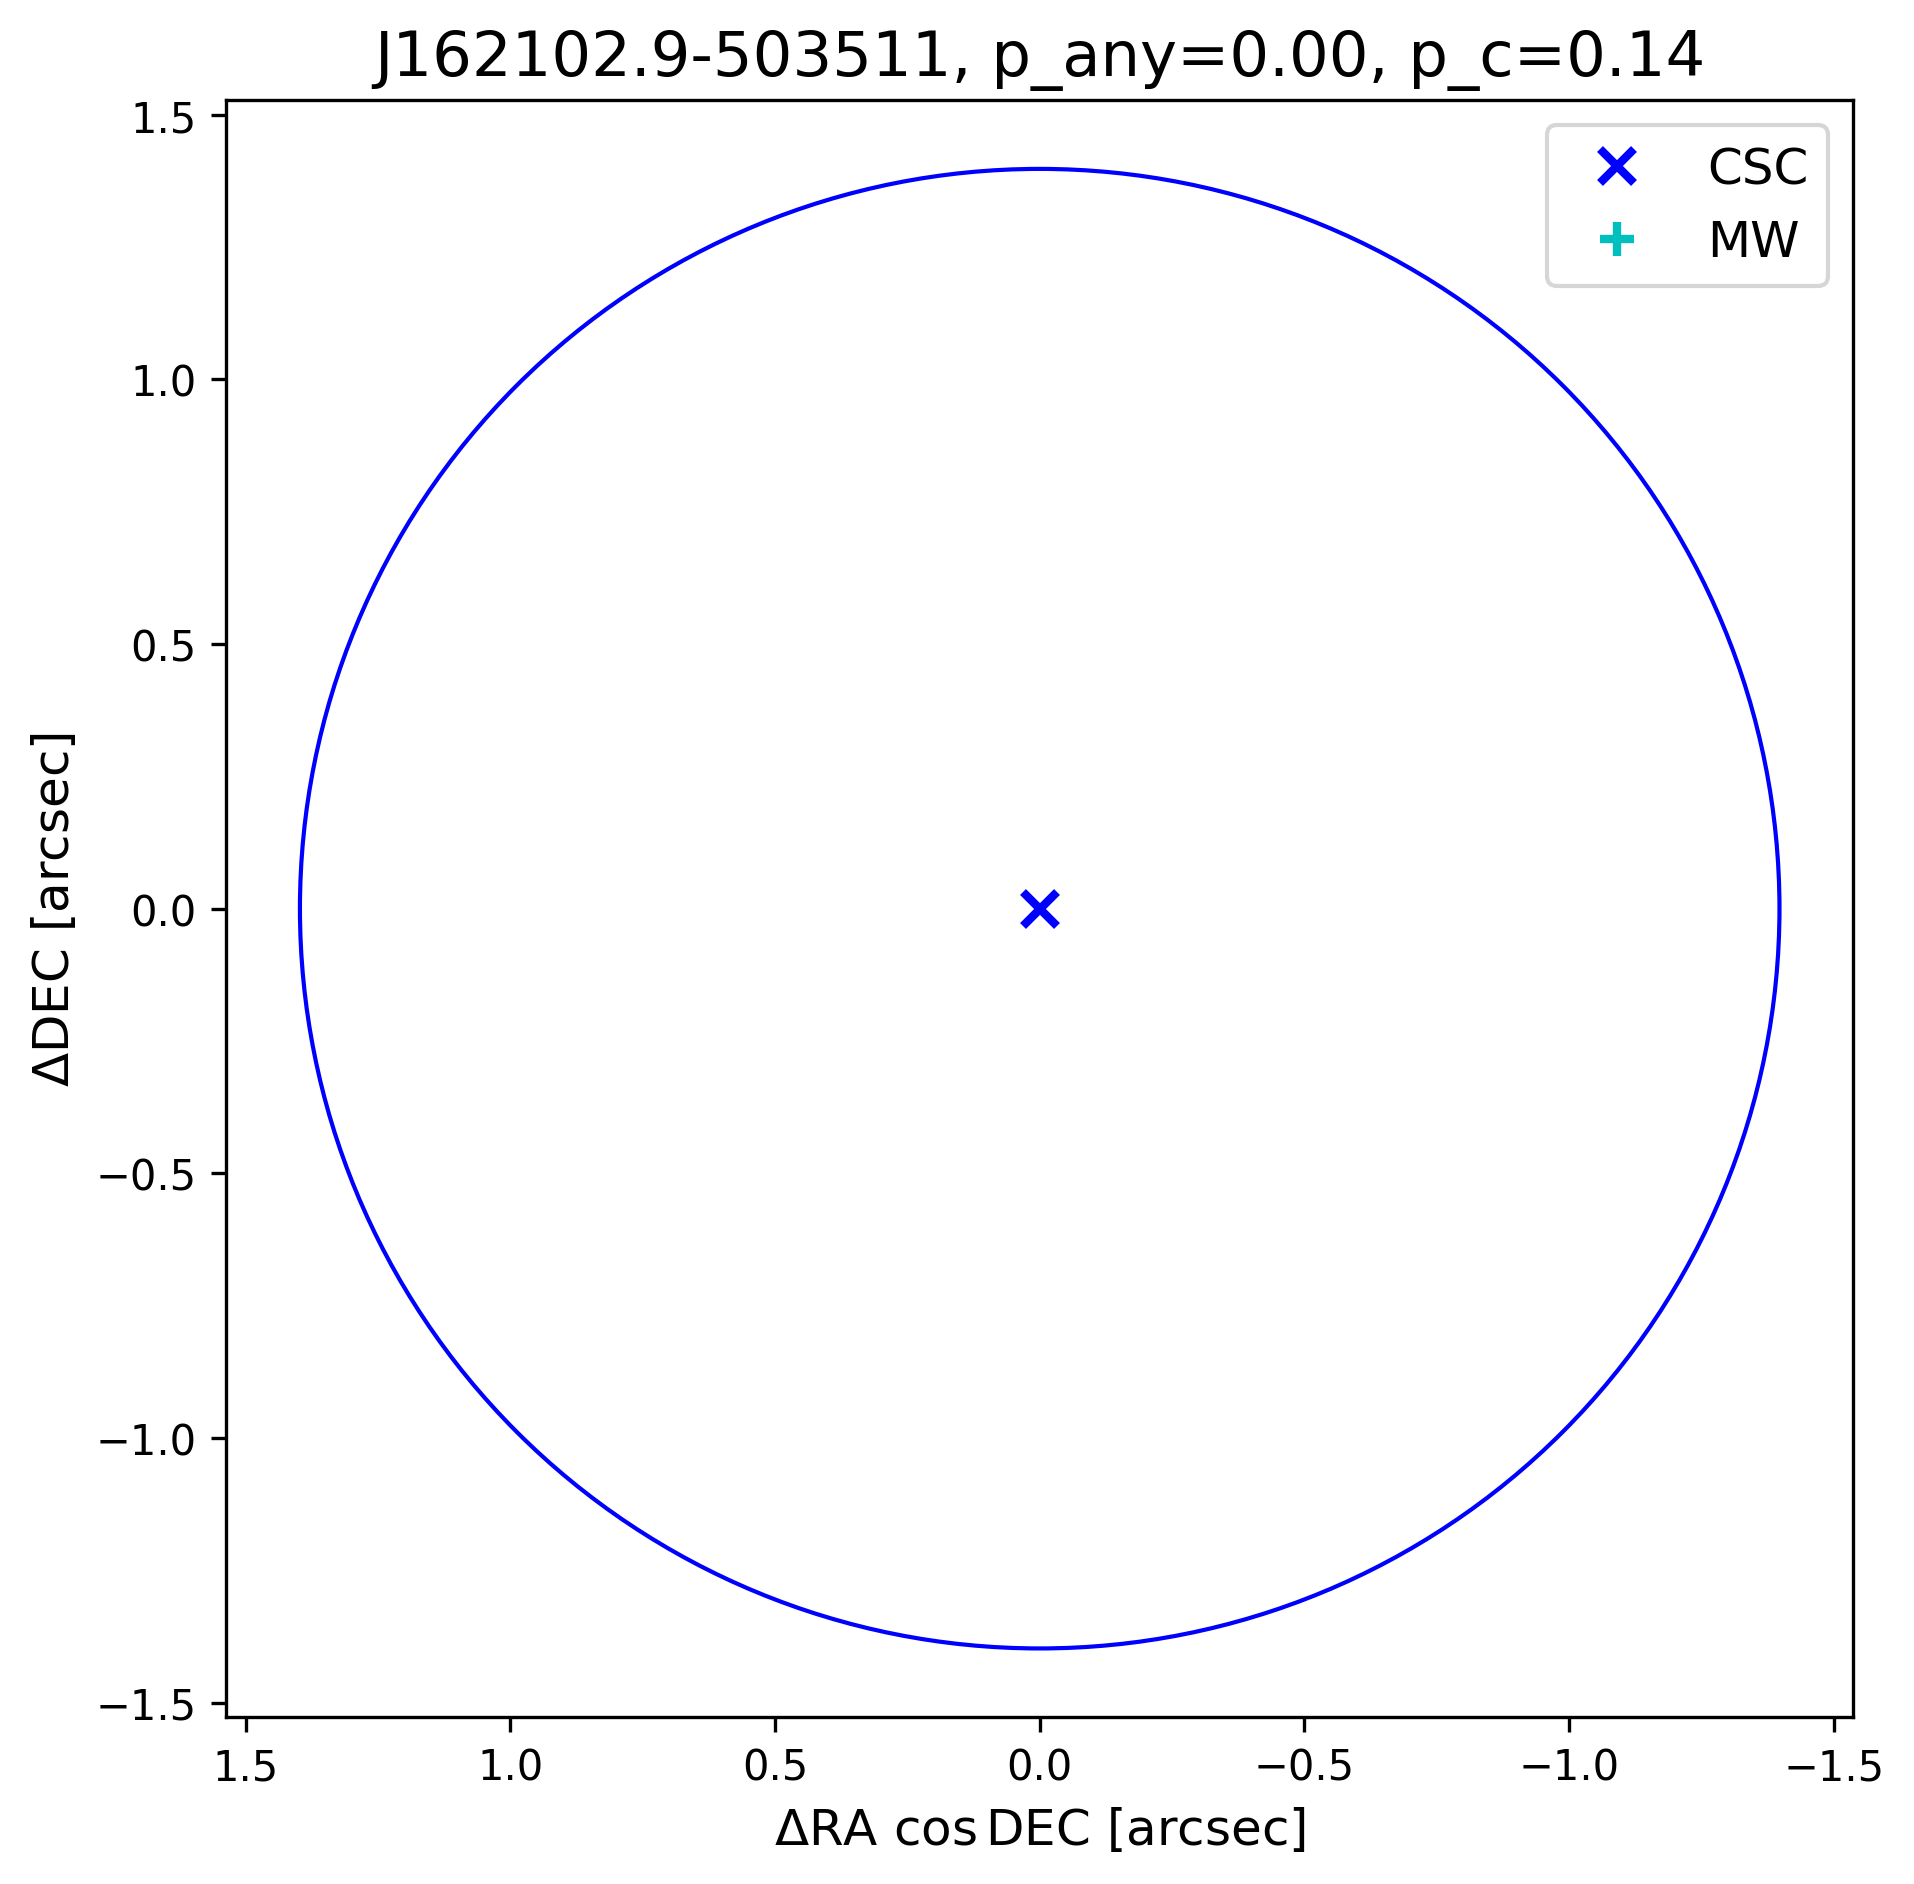 J162102.9-503511, p_any=0.00, p_c=0.14
CSC
MW
1.5
1.0
0.5
0.0
−0.5
−1.0
−1.5
ΔDEC [arcsec]
1.5 1.0 0.5 0.0 −0.5 −1.0 −1.5
ΔRA cos DEC [arcsec]